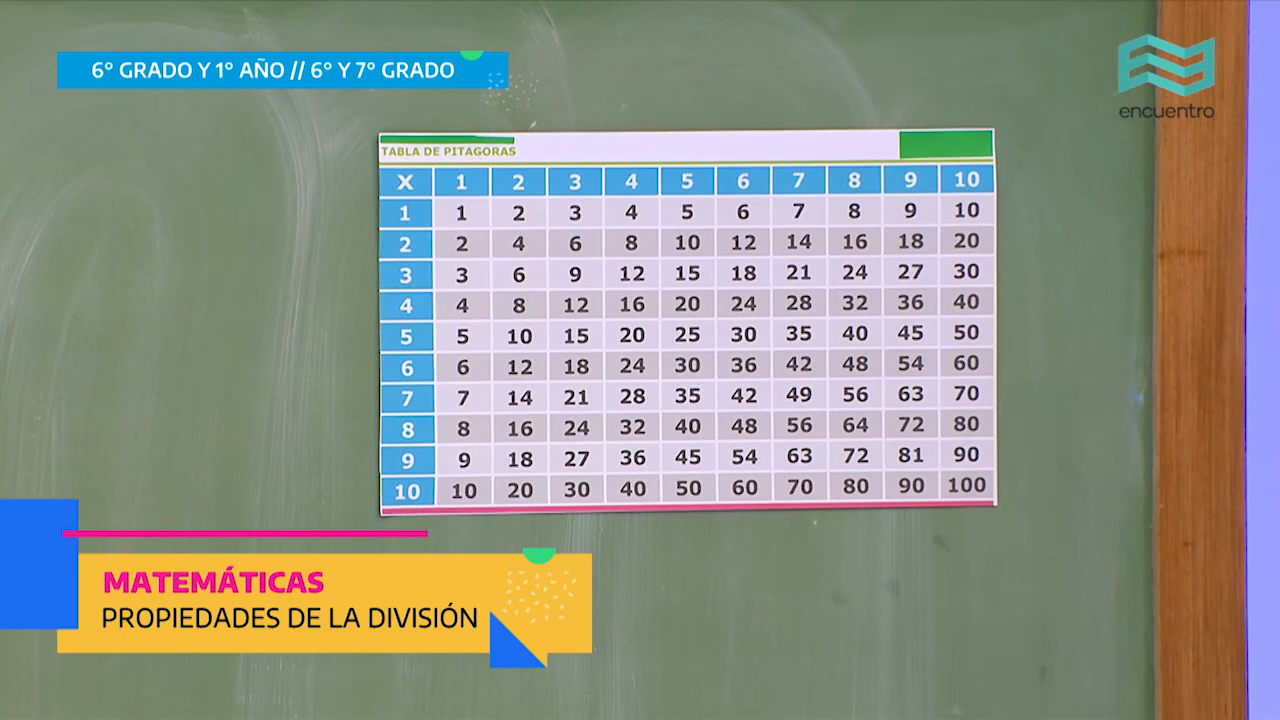 6° GRADO Y 1° AÑO // 6° Y 7° GRADO
encuentro
TABLA DE PITAGORAS
X 1 2 3 4 5 6 7 8 9 10
1 1 2 3 4 5 6 7 8 9 10
2 2 4 6 8 10 12 14 16 18 20
3 3 6 9 12 15 18 21 24 27 30
4 4 8 12 16 20 24 28 32 36 40
5 5 10 15 20 25 30 35 40 45 50
6 6 12 18 24 30 36 42 48 54 60
7 7 14 21 28 35 42 49 56 63 70
8 8 16 24 32 40 48 56 64 72 80
9 9 18 27 36 45 54 63 72 81 90
10 10 20 30 40 50 60 70 80 90 100
MATEMÁTICAS
PROPIEDADES DE LA DIVISIÓN